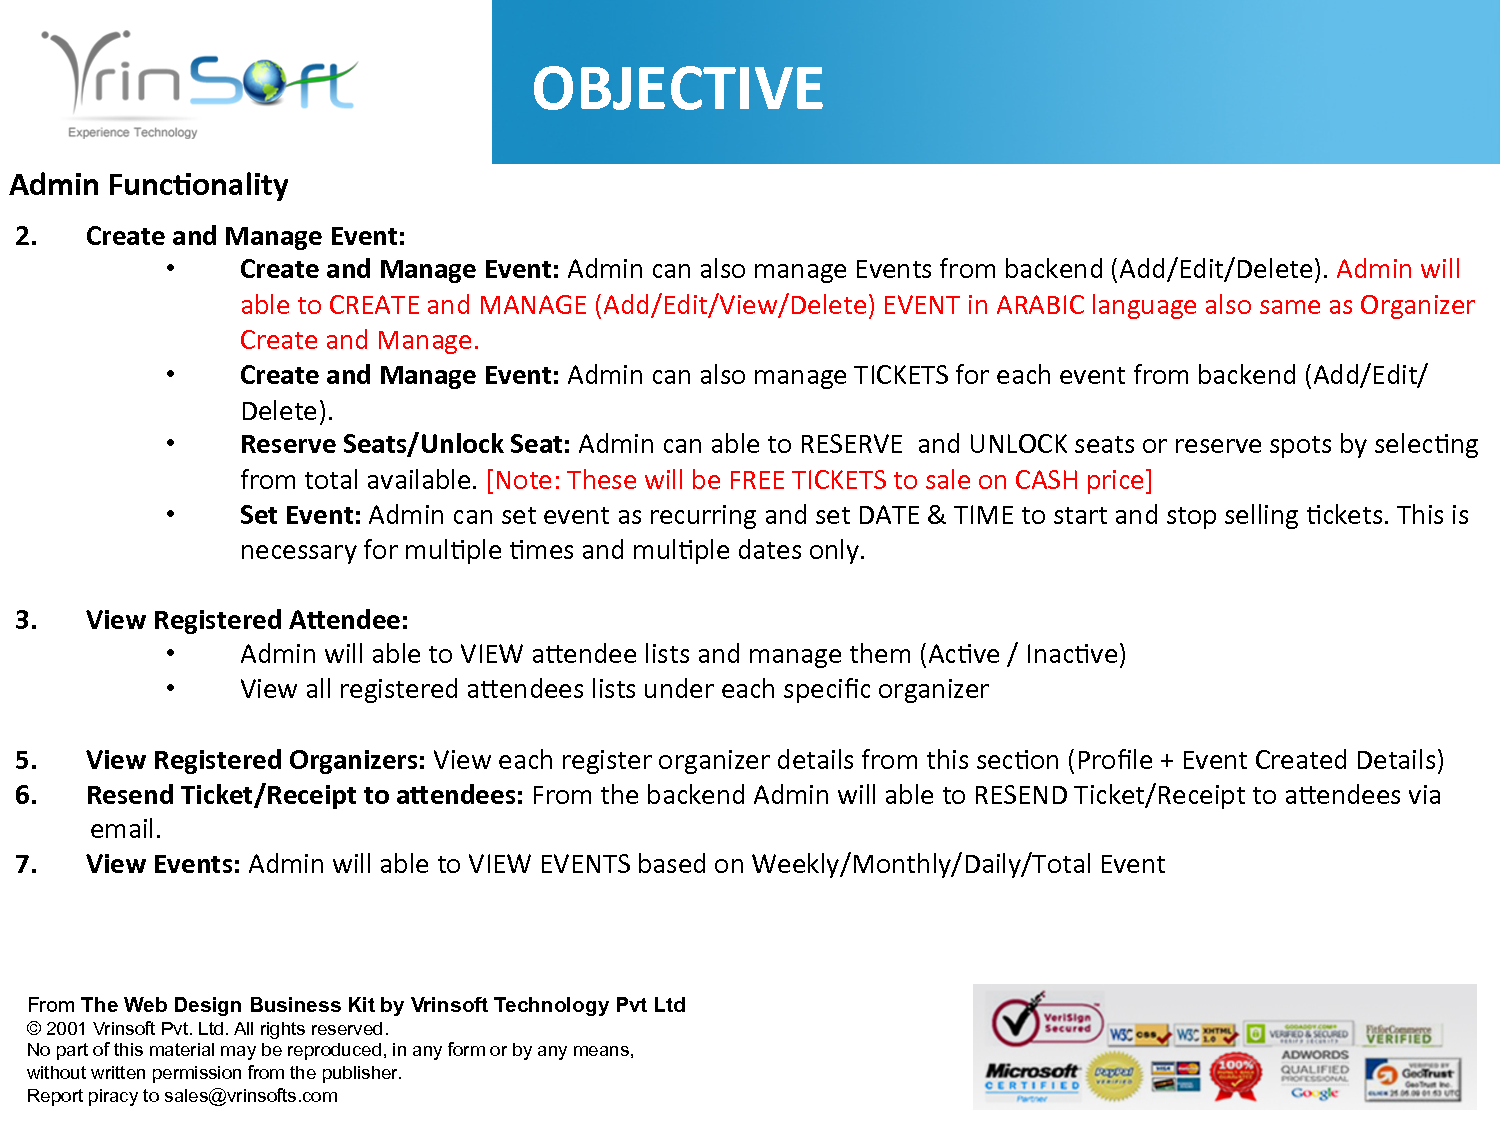 VrinSoft
Experience Technology
OBJECTIVE
Admin Functionality
2. Create and Manage Event:
• Create and Manage Event: Admin can also manage Events from backend (Add/Edit/Delete). Admin will
able to CREATE and MANAGE (Add/Edit/View/Delete) EVENT in ARABIC language also same as Organizer
Create and Manage.
• Create and Manage Event: Admin can also manage TICKETS for each event from backend (Add/Edit/
Delete).
• Reserve Seats/Unlock Seat: Admin can able to RESERVE  and UNLOCK seats or reserve spots by selecting
from total available. [Note: These will be FREE TICKETS to sale on CASH price]
• Set Event: Admin can set event as recurring and set DATE & TIME to start and stop selling tickets. This is
necessary for multiple times and multiple dates only.
3. View Registered Attendee:
• Admin will able to VIEW attendee lists and manage them (Active / Inactive)
• View all registered attendees lists under each specific organizer
5. View Registered Organizers: View each register organizer details from this section (Profile + Event Created Details)
6. Resend Ticket/Receipt to attendees: From the backend Admin will able to RESEND Ticket/Receipt to attendees via
email.
7. View Events: Admin will able to VIEW EVENTS based on Weekly/Monthly/Daily/Total Event
From The Web Design Business Kit by Vrinsoft Technology Pvt Ltd
© 2001 Vrinsoft Pvt. Ltd. All rights reserved.
No part of this material may be reproduced, in any form or by any means,
without written permission from the publisher.
Report piracy to sales@vrinsofts.com
VeriSign
Secured
W3C CSS
W3C XHTML 1.0
VERIFIED & SECURED
FitforCommerce
VERIFIED
Microsoft
CERTIFIED
Partner
PayPal
VERIFIED
100%
ADWORDS
QUALIFIED
PROFESSIONAL
Google
VERIFIED BY
GeoTrust
GeoTrust Inc.